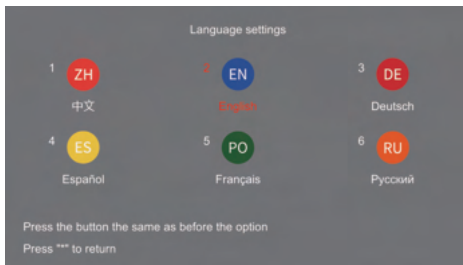 Language settings
1 ZH 2 EN 3 DE
中文 English Deutsch
4 ES 5 PO 6 RU
Español Français Русский
Press the button the same as before the option
Press "*" to return